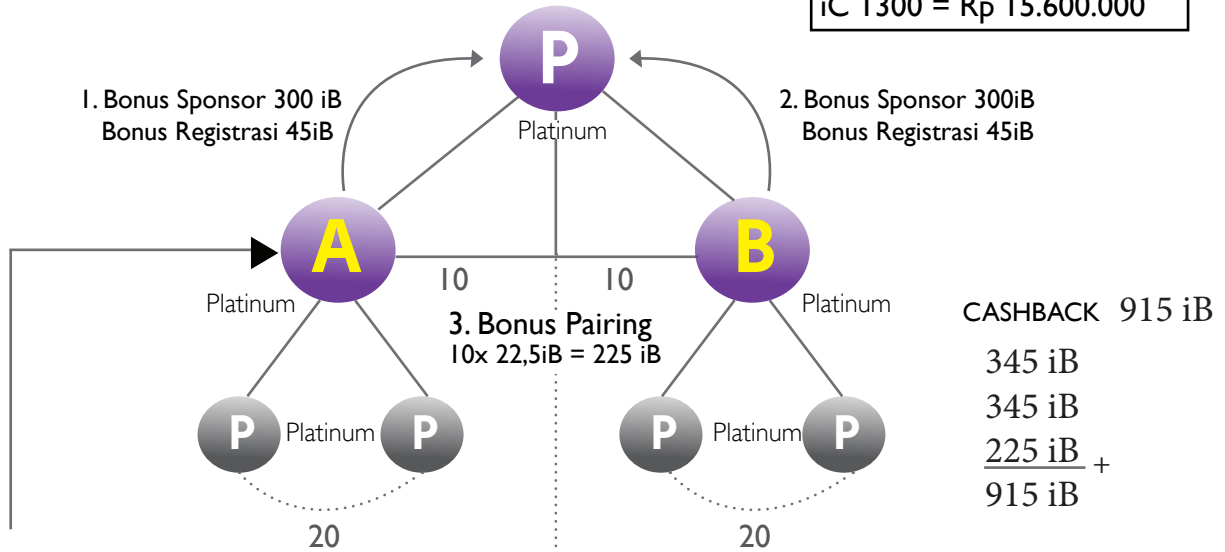 iC 1300 = Rp 15.600.000
P
Platinum
1. Bonus Sponsor 300 iB
Bonus Registrasi 45iB
2. Bonus Sponsor 300iB
Bonus Registrasi 45iB
A
Platinum
B
Platinum
10
10
3. Bonus Pairing
10x 22,5iB = 225 iB
P
Platinum
P
P
Platinum
P
20
20
CASHBACK 915 iB
345 iB
345 iB
225 iB +
915 iB